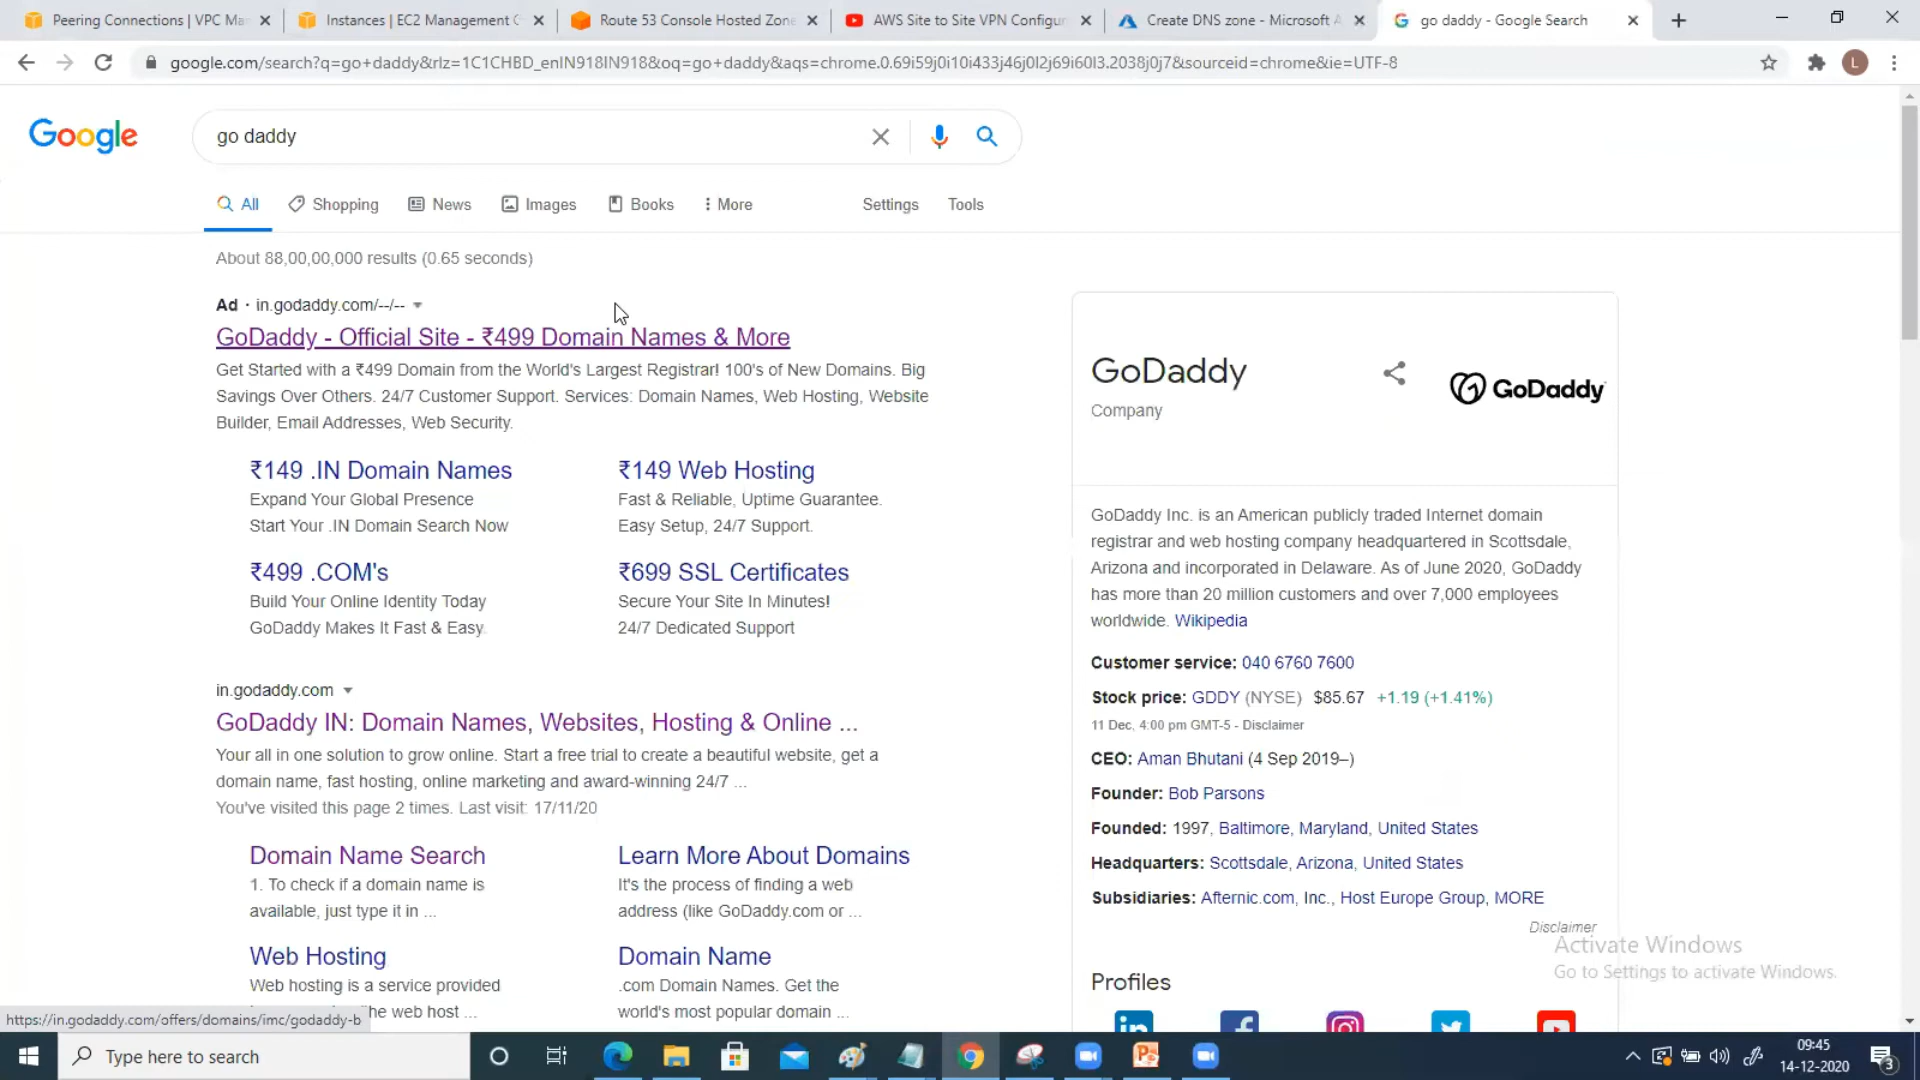 Peering Connections | VPC Ma
Instances | EC2 Management C
Route 53 Console Hosted Zone
AWS Site to Site VPN Configur
Create DNS zone - Microsoft A
go daddy - Google Search
google.com/search?q=go+daddy&rlz=1C1CHBD_enIN918IN918&oq=go+daddy&aqs=chrome.0.69i59j0i10i433j46j0l2j69i60l3.2038j0j7&sourceid=chrome&ie=UTF-8
L
Google
go daddy
All
Shopping
News
Images
Books
More
Settings
Tools
About 88,00,00,000 results (0.65 seconds)
Ad · in.godaddy.com/--/--
GoDaddy - Official Site - ₹499 Domain Names & More
Get Started with a ₹499 Domain from the World's Largest Registrar! 100's of New Domains. Big
Savings Over Others. 24/7 Customer Support. Services: Domain Names, Web Hosting, Website
Builder, Email Addresses, Web Security.
₹149 .IN Domain Names
Expand Your Global Presence
Start Your .IN Domain Search Now
₹149 Web Hosting
Fast & Reliable, Uptime Guarantee.
Easy Setup, 24/7 Support.
₹499 .COM's
Build Your Online Identity Today
GoDaddy Makes It Fast & Easy.
₹699 SSL Certificates
Secure Your Site In Minutes!
24/7 Dedicated Support
in.godaddy.com
GoDaddy IN: Domain Names, Websites, Hosting & Online ...
Your all in one solution to grow online. Start a free trial to create a beautiful website, get a
domain name, fast hosting, online marketing and award-winning 24/7 ...
You've visited this page 2 times. Last visit: 17/11/20
Domain Name Search
1. To check if a domain name is
available, just type it in ...
Learn More About Domains
It's the process of finding a web
address (like GoDaddy.com or ...
Web Hosting
Web hosting is a service provided
he web host ...
Domain Name
.com Domain Names. Get the
world's most popular domain ...
GoDaddy
Company
GoDaddy
GoDaddy Inc. is an American publicly traded Internet domain
registrar and web hosting company headquartered in Scottsdale,
Arizona and incorporated in Delaware. As of June 2020, GoDaddy
has more than 20 million customers and over 7,000 employees
worldwide. Wikipedia
Customer service: 040 6760 7600
Stock price: GDDY (NYSE) $85.67 +1.19 (+1.41%)
11 Dec, 4:00 pm GMT-5 - Disclaimer
CEO: Aman Bhutani (4 Sep 2019–)
Founder: Bob Parsons
Founded: 1997, Baltimore, Maryland, United States
Headquarters: Scottsdale, Arizona, United States
Subsidiaries: Afternic.com, Inc., Host Europe Group, MORE
Disclaimer
Activate Windows
Go to Settings to activate Windows.
Profiles
https://in.godaddy.com/offers/domains/imc/godaddy-b
Type here to search
09:45
14-12-2020
3